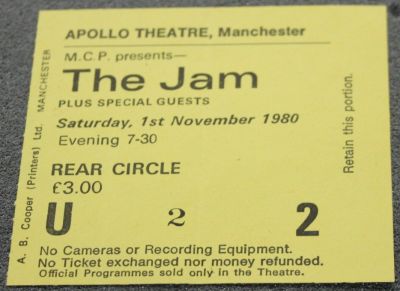 APOLLO THEATRE, Manchester
M.C.P. presents—
The Jam
PLUS SPECIAL GUESTS
Saturday, 1st November 1980
Evening 7-30
REAR CIRCLE
£3.00
U 2 2
No Cameras or Recording Equipment.
No Ticket exchanged nor money refunded.
Official Programmes sold only in the Theatre.
A. B. Cooper (Printers) Ltd. MANCHESTER
Retain this portion.